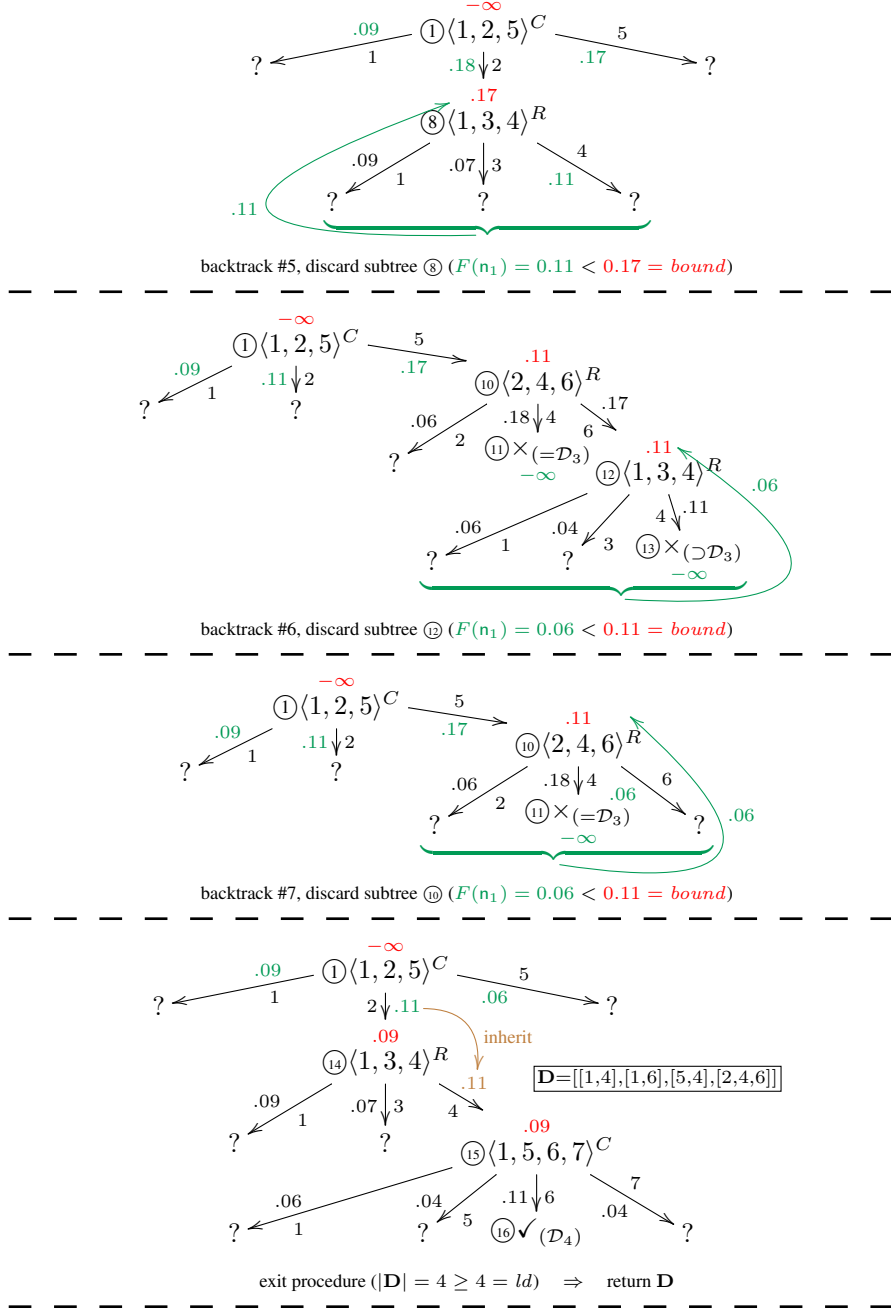 −∞
.09 ①⟨1, 2, 5⟩C 5
? 1 .18 2 .17 ?
.17
⑧⟨1, 3, 4⟩R
.09 .07 3 4
1 .11
.11 ? ? ?
backtrack #5, discard subtree ⑧ (F(n1) = 0.11 < 0.17 = bound)
−∞
①⟨1, 2, 5⟩C 5
.09 .11 2 .17 .11
1 ⑩⟨2, 4, 6⟩R
? ? .06 .18 4 .17
2 6
? ⑪×(=D3) .11
−∞ ⑫⟨1, 3, 4⟩R .06
.06 .04 4 .11
1 3 ⑬×(⊃D3)
? ? −∞
backtrack #6, discard subtree ⑫ (F(n1) = 0.06 < 0.11 = bound)
−∞
①⟨1, 2, 5⟩C 5
.09 .11 2 .17 .11
1 ⑩⟨2, 4, 6⟩R
? ? .06 .18 4 6
2 .06
? ⑪×(=D3) ? .06
−∞
backtrack #7, discard subtree ⑩ (F(n1) = 0.06 < 0.11 = bound)
−∞
.09 ①⟨1, 2, 5⟩C 5
? 1 2 .11 .06 ?
.09 inherit
⑭⟨1, 3, 4⟩R .11
D=[[1,4],[1,6],[5,4],[2,4,6]]
.09 .07 3 4
1 .09
? ? ⑮⟨1, 5, 6, 7⟩C
.06 .04 .11 6 7
1 5 .04
? ? ⑯✓(D4) ?
exit procedure (|D| = 4 ≥ 4 = ld) ⇒ return D